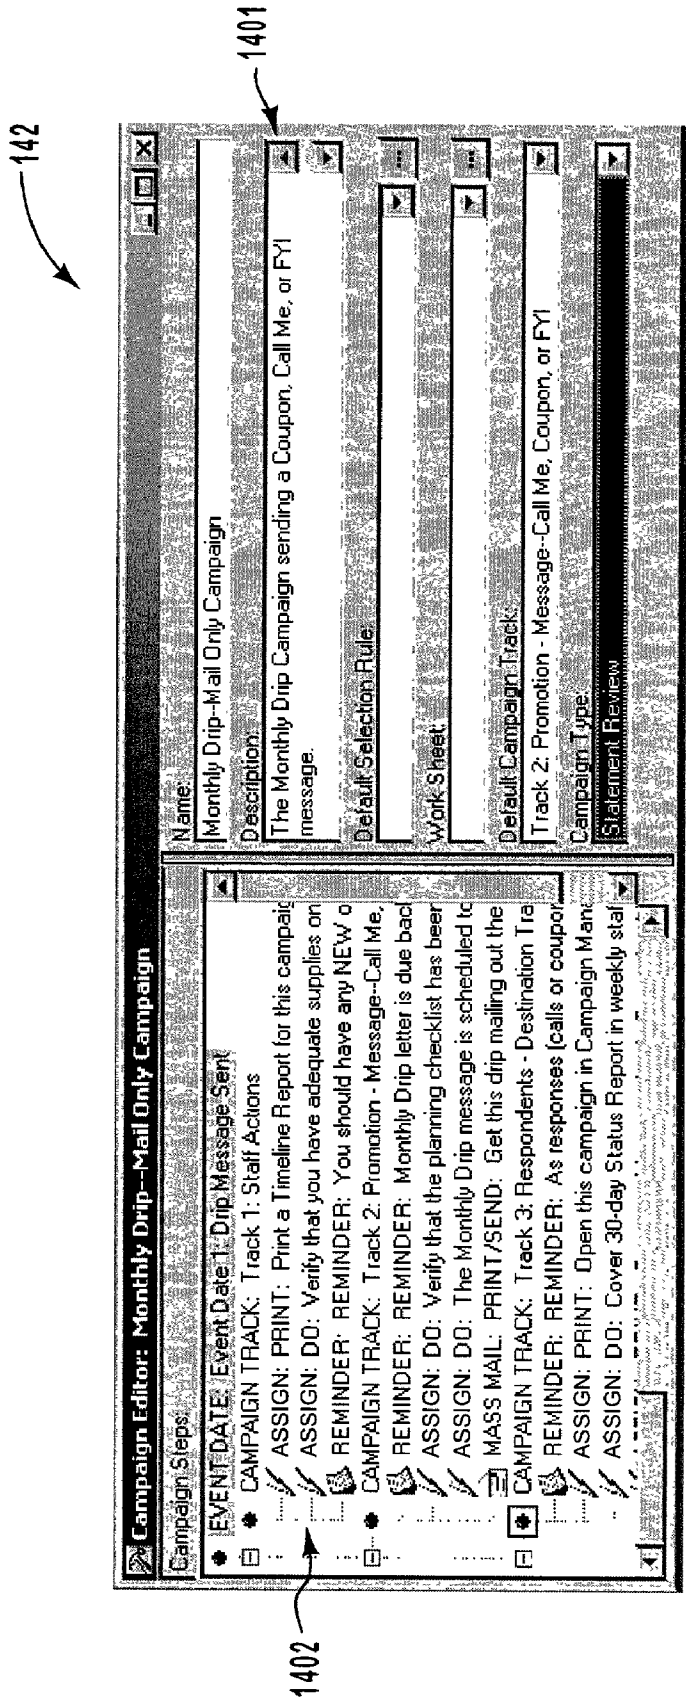 142
Campaign Editor: Monthly Drip--Mail Only Campaign
Campaign Steps:
EVENT DATE: Event Date 1: Drip Message Sent
CAMPAIGN TRACK: Track 1: Staff Actions
ASSIGN: PRINT: Print a Timeline Report for this campaig
ASSIGN: DO: Verify that you have adequate supplies on
REMINDER: REMINDER: You should have any NEW o
CAMPAIGN TRACK: Track 2: Promotion - Message--Call Me,
REMINDER: REMINDER: Monthly Drip letter is due bacl
ASSIGN: DO: Verify that the planning checklist has beer
ASSIGN: DO: The Monthly Drip message is scheduled to
MASS MAIL: PRINT/SEND: Get this drip mailing out the
CAMPAIGN TRACK: Track 3: Respondents - Destination Tra
REMINDER: REMINDER: As responses (calls or coupor
ASSIGN: PRINT: Open this campaign in Campaign Mana
ASSIGN: DO: Cover 30-day Status Report in weekly staf
1402
Name:
Monthly Drip-Mail Only Campaign
Description:
The Monthly Drip Campaign sending a Coupon, Call Me, or FYI
message.
1401
Default Selection Rule:
...
Work Sheet:
...
Default Campaign Track:
Track 2: Promotion - Message--Call Me, Coupon, or FYI
Campaign Type:
Statement Review